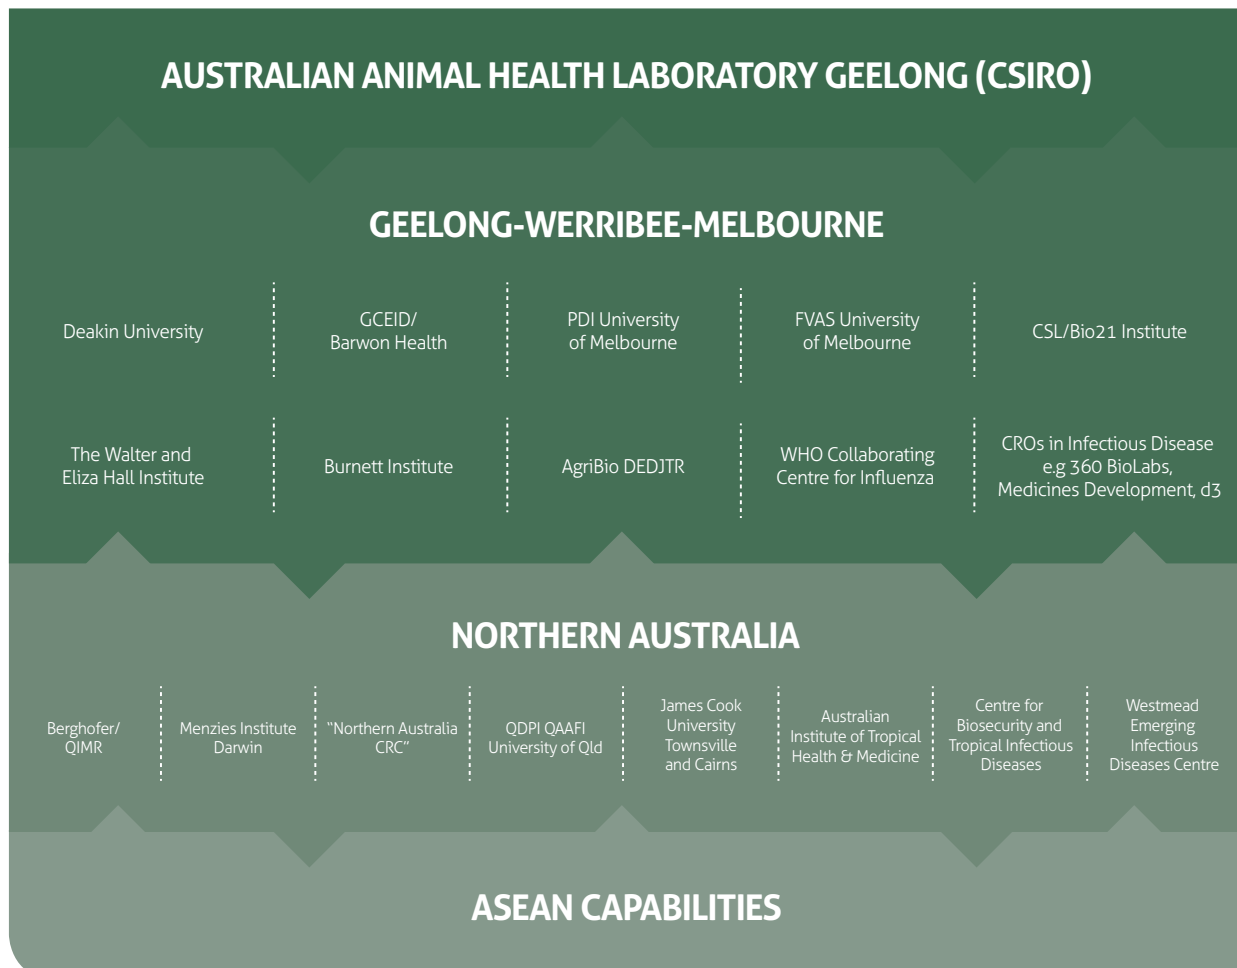 AUSTRALIAN ANIMAL HEALTH LABORATORY GEELONG (CSIRO)
GEELONG-WERRIBEE-MELBOURNE
Deakin University
GCEID/
Barwon Health
PDI University
of Melbourne
FVAS University
of Melbourne
CSL/Bio21 Institute
The Walter and
Eliza Hall Institute
Burnett Institute
AgriBio DEDJTR
WHO Collaborating
Centre for Influenza
CROs in Infectious Disease
e.g 360 BioLabs,
Medicines Development, d3
NORTHERN AUSTRALIA
Berghofer/
QIMR
Menzies Institute
Darwin
“Northern Australia
CRC”
QDPI QAAFI
University of Qld
James Cook
University
Townsville
and Cairns
Australian
Institute of Tropical
Health & Medicine
Centre for
Biosecurity and
Tropical Infectious
Diseases
Westmead
Emerging
Infectious
Diseases Centre
ASEAN CAPABILITIES